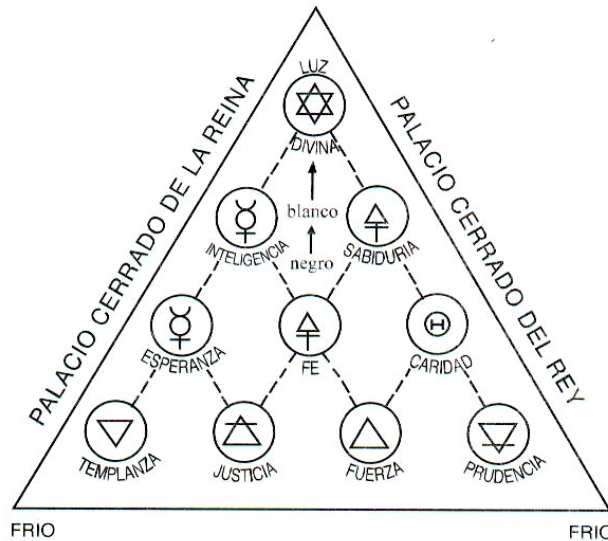 LUZ
DIVINA
PALACIO CERRADO DE LA REINA
PALACIO CERRADO DEL REY
blanco
INTELIGENCIA
SABIDURIA
negro
ESPERANZA
FE
CARIDAD
TEMPLANZA
JUSTICIA
FUERZA
PRUDENCIA
FRIO
FRIO